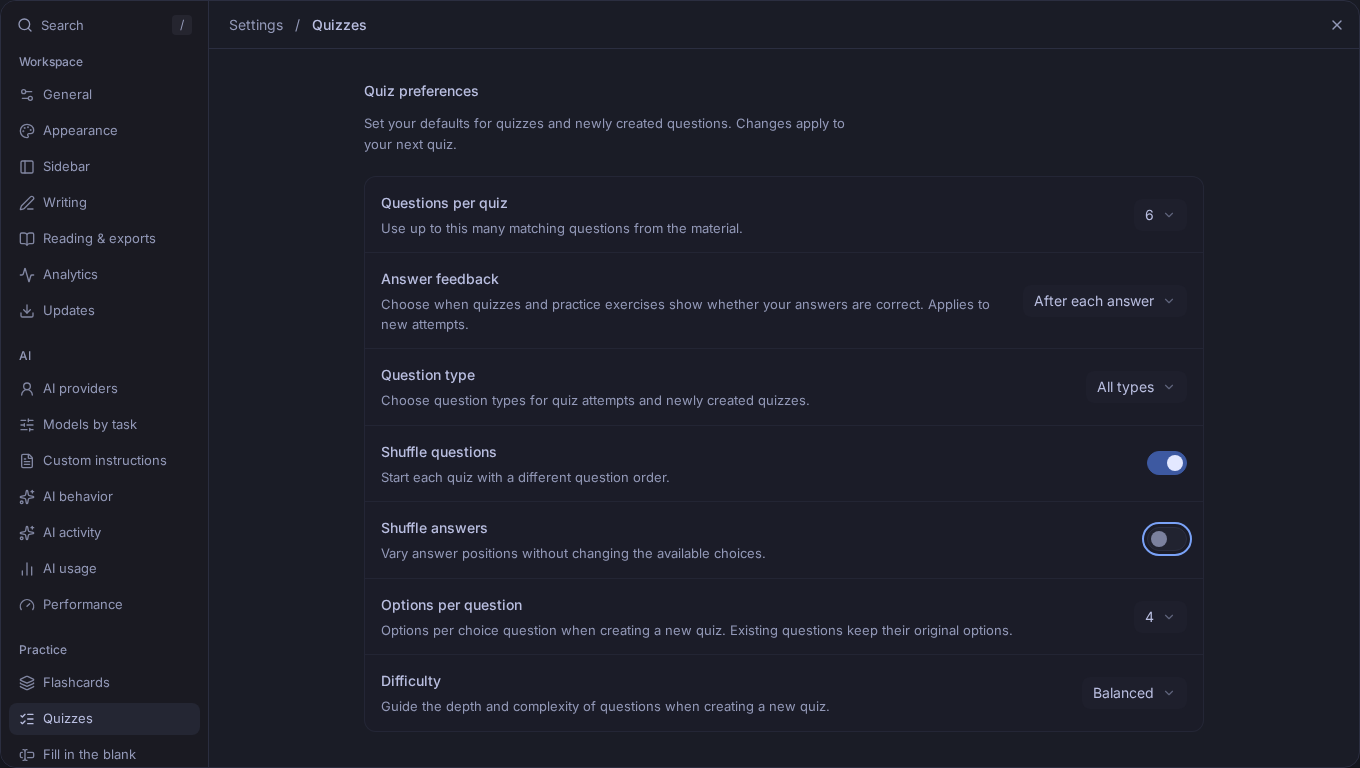 Search
/
Workspace
General
Appearance
Sidebar
Writing
Reading & exports
Analytics
Updates
AI
AI providers
Models by task
Custom instructions
AI behavior
AI activity
AI usage
Performance
Practice
Flashcards
Quizzes
Fill in the blank
Settings / Quizzes
Quiz preferences
Set your defaults for quizzes and newly created questions. Changes apply to
your next quiz.
Questions per quiz
Use up to this many matching questions from the material.
6
Answer feedback
Choose when quizzes and practice exercises show whether your answers are correct. Applies to
new attempts.
After each answer
Question type
Choose question types for quiz attempts and newly created quizzes.
All types
Shuffle questions
Start each quiz with a different question order.
Shuffle answers
Vary answer positions without changing the available choices.
Options per question
Options per choice question when creating a new quiz. Existing questions keep their original options.
4
Difficulty
Guide the depth and complexity of questions when creating a new quiz.
Balanced